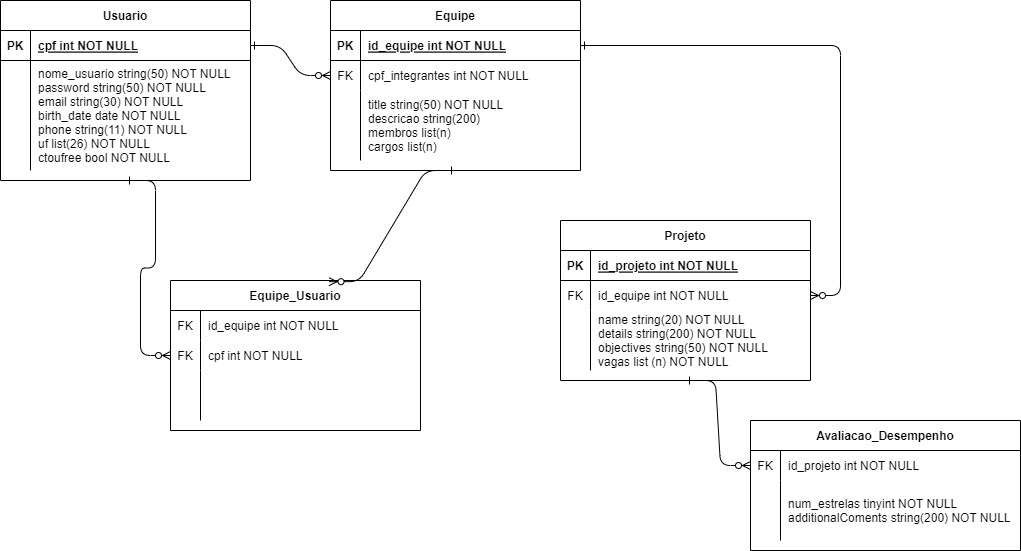 Usuario
PK cpf int NOT NULL
nome_usuario string(50) NOT NULL
password string(50) NOT NULL
email string(30) NOT NULL
birth_date date NOT NULL
phone string(11) NOT NULL
uf list(26) NOT NULL
ctoufree bool NOT NULL
Equipe
PK id_equipe int NOT NULL
FK cpf_integrantes int NOT NULL
title string(50) NOT NULL
descricao string(200)
membros list(n)
cargos list(n)
Projeto
PK id_projeto int NOT NULL
FK id_equipe int NOT NULL
name string(20) NOT NULL
details string(200) NOT NULL
objectives string(50) NOT NULL
vagas list (n) NOT NULL
Equipe_Usuario
FK id_equipe int NOT NULL
FK cpf int NOT NULL
Avaliacao_Desempenho
FK id_projeto int NOT NULL
num_estrelas tinyint NOT NULL
additionalComents string(200) NOT NULL